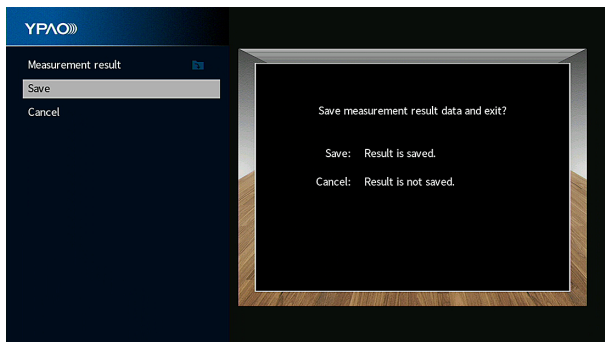 YPAO
Measurement result
Save
Cancel
Save measurement result data and exit?
Save: Result is saved.
Cancel: Result is not saved.